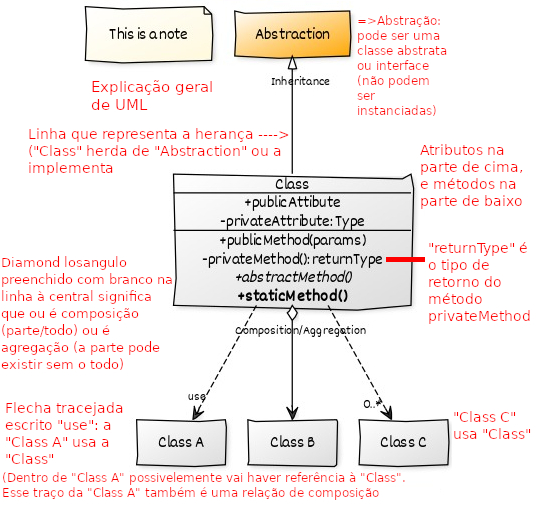 This is a note
Abstraction
=>Abstração:
pode ser uma
classe abstrata
ou interface
(não podem
ser
instanciadas)
Inheritance
Explicação geral
de UML
Linha que representa a herança ---->
("Class" herda de "Abstraction" ou a
implementa
Atributos na
parte de cima,
e métodos na
parte de baixo
Class
+publicAttibute
-privateAttribute: Type
+publicMethod(params)
-privateMethod(): returnType
+abstractMethod()
+staticMethod()
"returnType" é
o tipo de
retorno do
método
privateMethod
Diamond losangulo
preenchido com branco na
linha à central significa
que ou é composição
(parte/todo) ou é
agregação (a parte pode
existir sem o todo)
Composition/Aggregation
use
0..*
Flecha tracejada
escrito "use": a
"Class A" usa a
"Class"
Class A
Class B
Class C
"Class C"
usa "Class"
(Dentro de "Class A" possivelemente vai haver referência à "Class".
Esse traço da "Class A" também é uma relação de composição